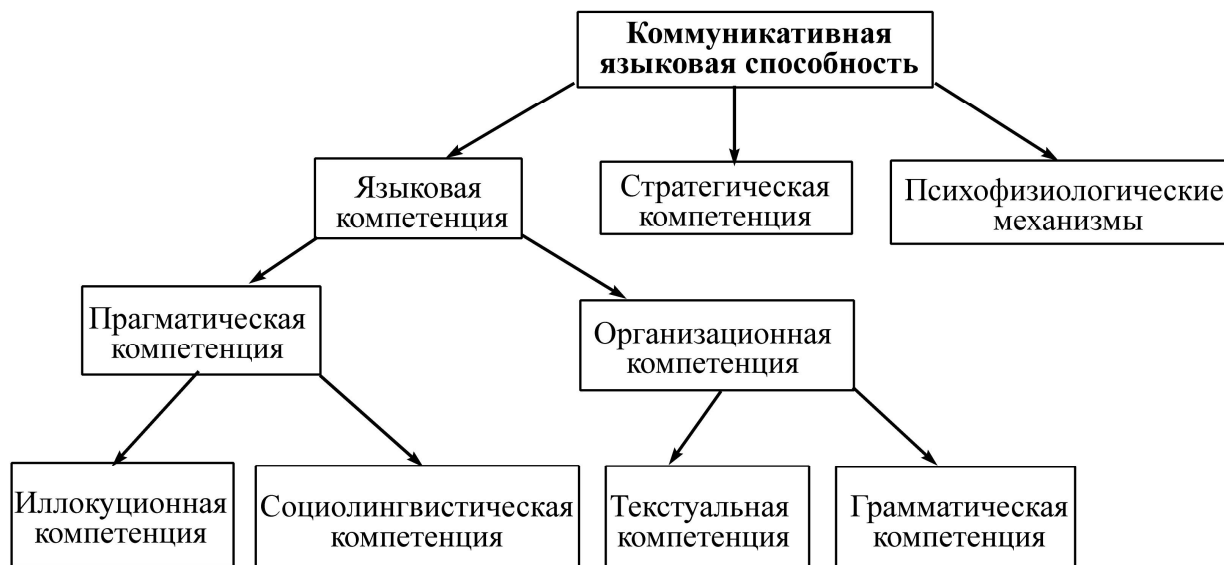 Коммуникативная
языковая способность
Языковая
компетенция
Стратегическая
компетенция
Психофизиологические
механизмы
Прагматическая
компетенция
Организационная
компетенция
Иллокуционная
компетенция
Социолингвистическая
компетенция
Текстуальная
компетенция
Грамматическая
компетенция